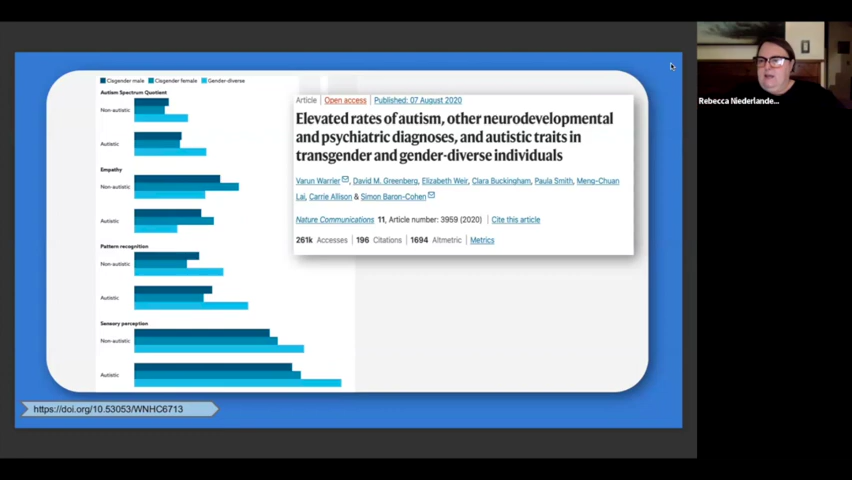 Cisgender male Cisgender female Gender-diverse
Autism Spectrum Quotient
Non-autistic
Autistic
Empathy
Non-autistic
Autistic
Pattern recognition
Non-autistic
Autistic
Sensory perception
Non-autistic
Autistic
Article Open access Published: 07 August 2020
Elevated rates of autism, other neurodevelopmental
and psychiatric diagnoses, and autistic traits in
transgender and gender-diverse individuals
Varun Warrier, David M. Greenberg, Elizabeth Weir, Clara Buckingham, Paula Smith, Meng-Chuan
Lai, Carrie Allison & Simon Baron-Cohen
Nature Communications 11, Article number: 3959 (2020) Cite this article
261k Accesses 196 Citations 1694 Altmetric Metrics
https://doi.org/10.53053/WNHC6713
Rebecca Niederlande...